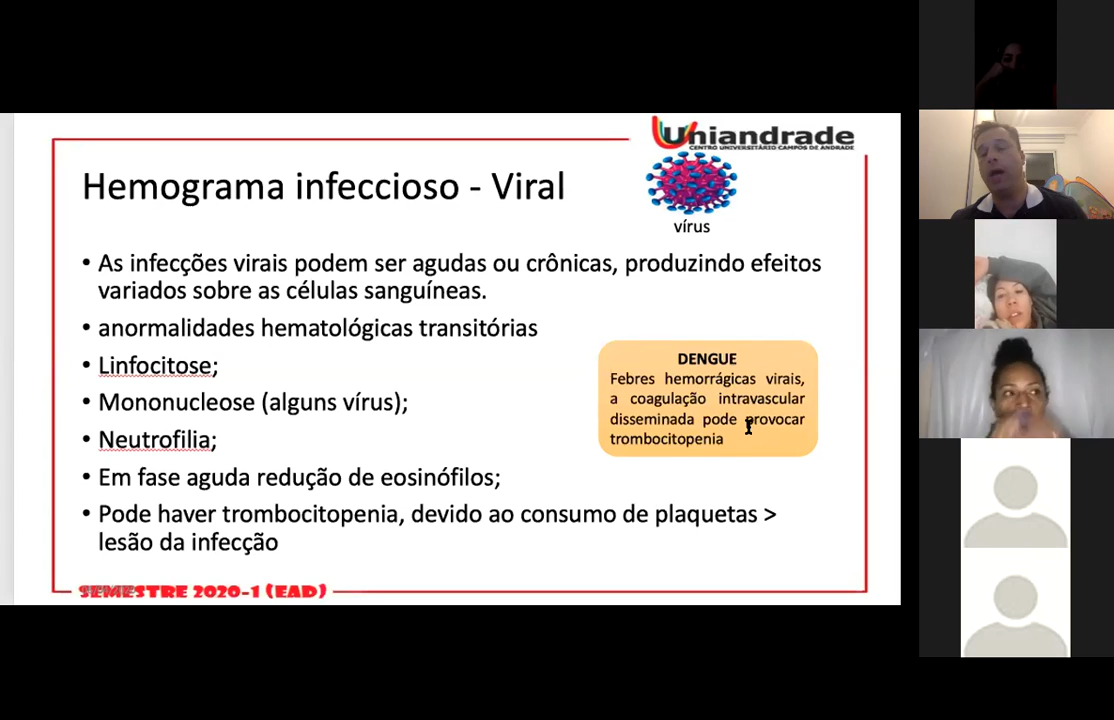 Uniandrade
CENTRO UNIVERSITÁRIO CAMPOS DE ANDRADE
Hemograma infeccioso - Viral
vírus
• As infecções virais podem ser agudas ou crônicas, produzindo efeitos
variados sobre as células sanguíneas.
• anormalidades hematológicas transitórias
• Linfocitose;
• Mononucleose (alguns vírus);
• Neutrofilia;
• Em fase aguda redução de eosinófilos;
• Pode haver trombocitopenia, devido ao consumo de plaquetas >
lesão da infecção
DENGUE
Febres hemorrágicas virais,
a coagulação intravascular
disseminada pode provocar
trombocitopenia
SEMESTRE 2020-1 (EAD)